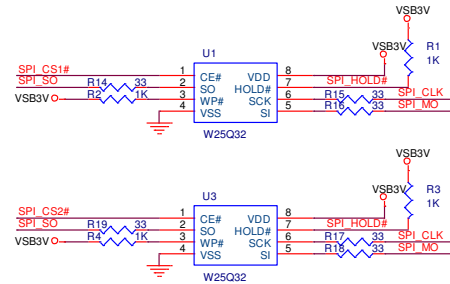 VSB3V
U1
VSB3V
R1
1K
SPI_CS1#
1 CE# VDD 8
SPI_HOLD#
SPI_SO R14 33 2 SO HOLD# 7
VSB3V R2 1K 3 WP# SCK 6 R15 33 SPI_CLK
4 VSS SI 5 R16 33 SPI_MO
W25Q32
VSB3V
U3
VSB3V
R3
1K
SPI_CS2#
1 CE# VDD 8
SPI_HOLD#
SPI_SO R19 33 2 SO HOLD# 7
VSB3V R4 1K 3 WP# SCK 6 R17 33 SPI_CLK
4 VSS SI 5 R18 33 SPI_MO
W25Q32